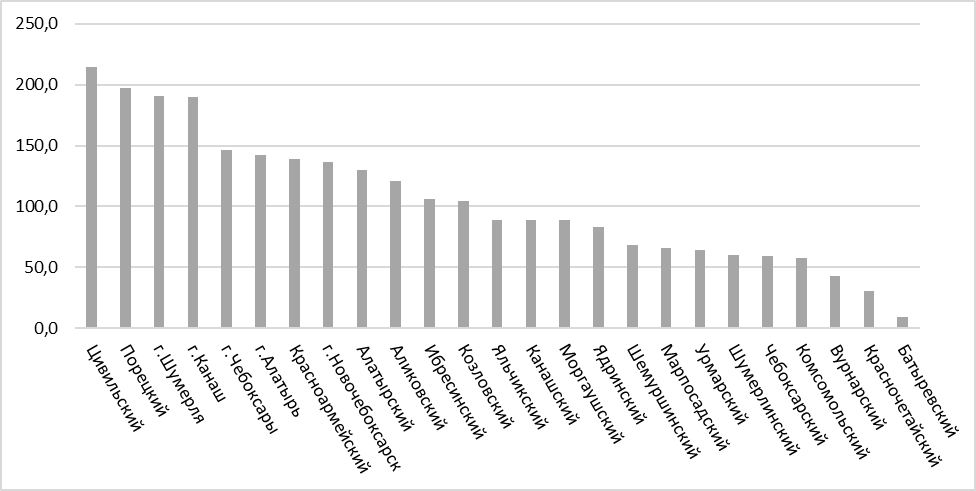 250,0
200,0
150,0
100,0
50,0
0,0
Цивильский
Порецкий
г.Шумерля
г.Канаш
г. Чебоксары
г.Алатырь
Красноармейский
г.Новочебоксарск
Алатырский
Аликовский
Ибресинский
Козловский
Яльчикский
Канашский
Моргаушский
Ядринский
Шемуршинский
Марпосадский
Урмарский
Шумерлинский
Чебоксарский
Комсомольский
Вурнарский
Красночетайский
Батыревский